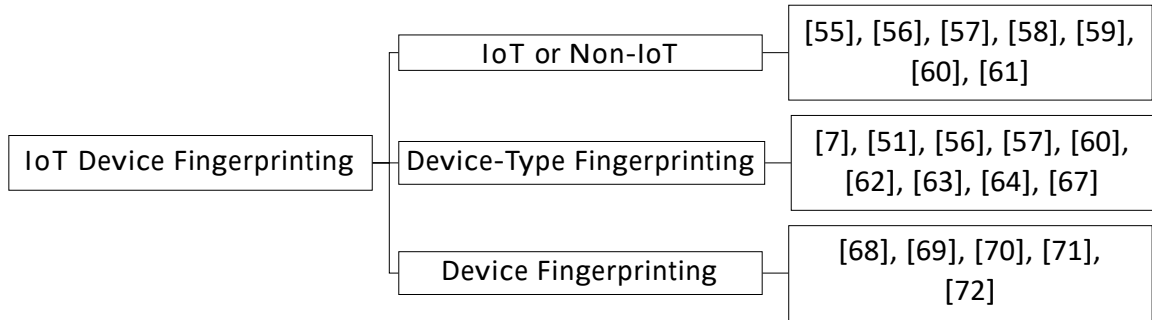 IoT Device Fingerprinting
IoT or Non-IoT
[55], [56], [57], [58], [59],
[60], [61]
Device-Type Fingerprinting
[7], [51], [56], [57], [60],
[62], [63], [64], [67]
Device Fingerprinting
[68], [69], [70], [71],
[72]